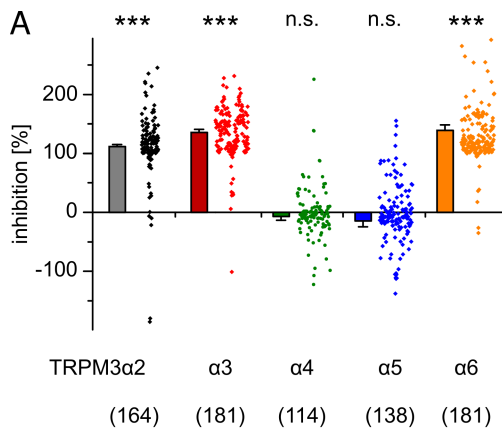 A
*** *** n.s. n.s. ***
inhibition [%]
200
100
0
-100
TRPM3α2 α3 α4 α5 α6
(164) (181) (114) (138) (181)